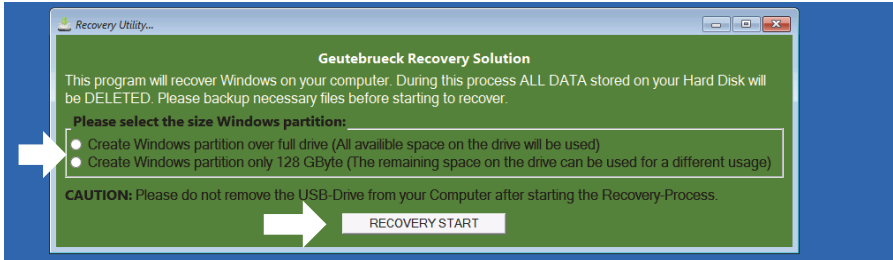 Recovery Utility...
Geutebrueck Recovery Solution
This program will recover Windows on your computer. During this process ALL DATA stored on your Hard Disk will
be DELETED. Please backup necessary files before starting to recover.
Please select the size Windows partition:
Create Windows partition over full drive (All availible space on the drive will be used)
Create Windows partition only 128 GByte (The remaining space on the drive can be used for a different usage)
CAUTION: Please do not remove the USB-Drive from your Computer after starting the Recovery-Process.
RECOVERY START